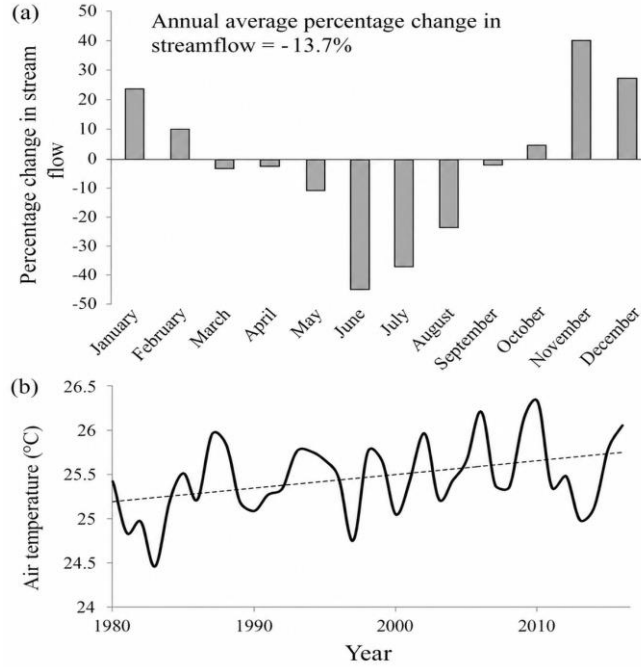 (a)
Annual average percentage change in
streamflow = -13.7%
Percentage change in stream
flow
50
40
30
20
10
0
-10
-20
-30
-40
-50
January
February
March
April
May
June
July
August
September
October
November
December
(b)
Air temperature (°C)
26.5
26
25.5
25
24.5
24
1980
1990
2000
2010
Year